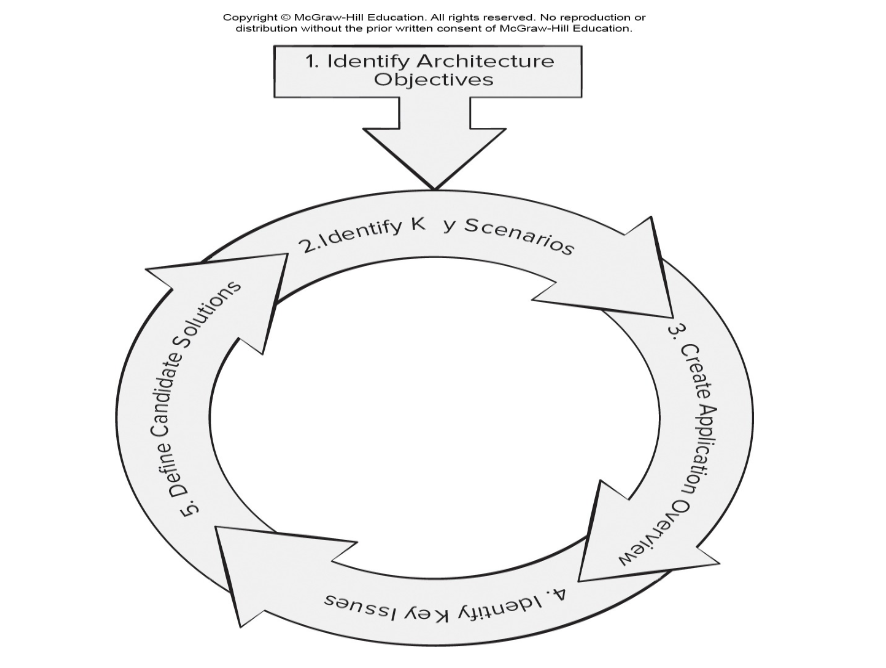 Copyright © McGraw-Hill Education. All rights reserved. No reproduction or
distribution without the prior written consent of McGraw-Hill Education.
1. Identify Architecture
Objectives
2.Identify K y Scenarios
3. Create Application Overview
4. Identify Key Issues
5. Define Candidate Solutions